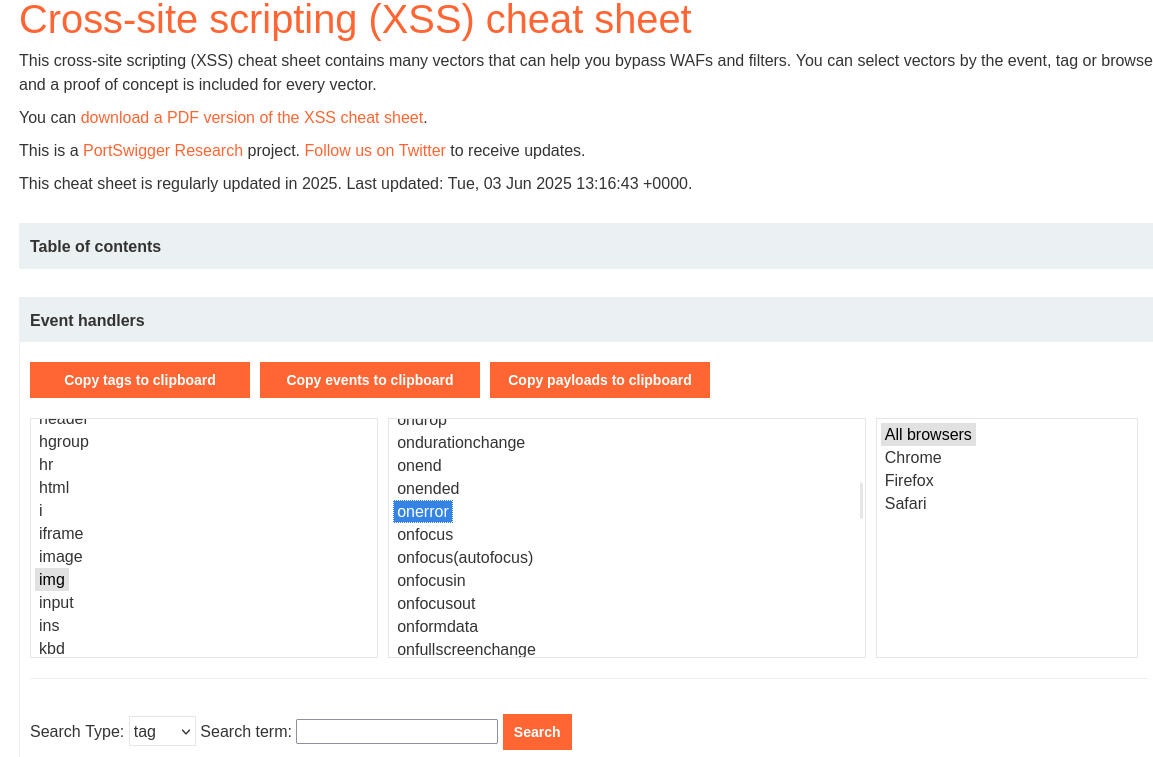 Cross-site scripting (XSS) cheat sheet
This cross-site scripting (XSS) cheat sheet contains many vectors that can help you bypass WAFs and filters. You can select vectors by the event, tag or browse
and a proof of concept is included for every vector.
You can download a PDF version of the XSS cheat sheet.
This is a PortSwigger Research project. Follow us on Twitter to receive updates.
This cheat sheet is regularly updated in 2025. Last updated: Tue, 03 Jun 2025 13:16:43 +0000.
Table of contents
Event handlers
Copy tags to clipboard
Copy events to clipboard
Copy payloads to clipboard
header
hgroup
hr
html
i
iframe
image
img
input
ins
kbd
ondrop
ondurationchange
onend
onended
onerror
onfocus
onfocus(autofocus)
onfocusin
onfocusout
onformdata
onfullscreenchange
All browsers
Chrome
Firefox
Safari
Search Type: tag Search term: Search